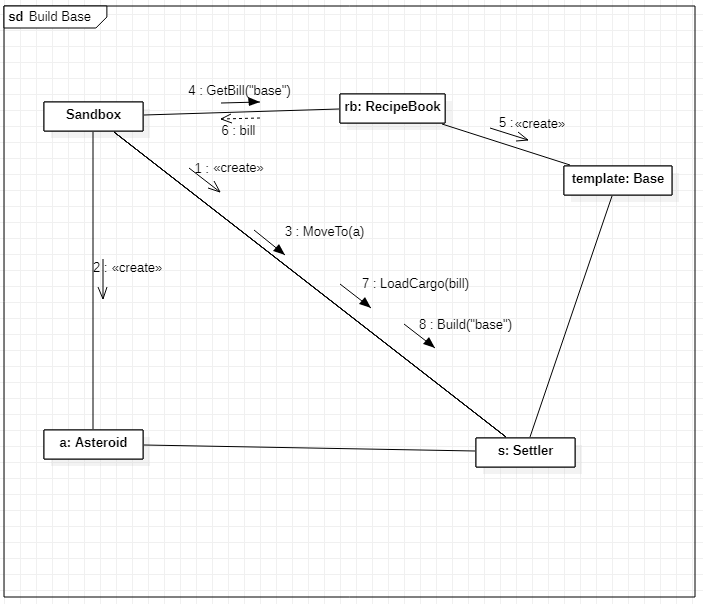 sd Build Base
4 : GetBill("base")
Sandbox
rb: RecipeBook
6 : bill
5 : «create»
1 : «create»
template: Base
3 : MoveTo(a)
2 : «create»
7 : LoadCargo(bill)
8 : Build("base")
a: Asteroid
s: Settler